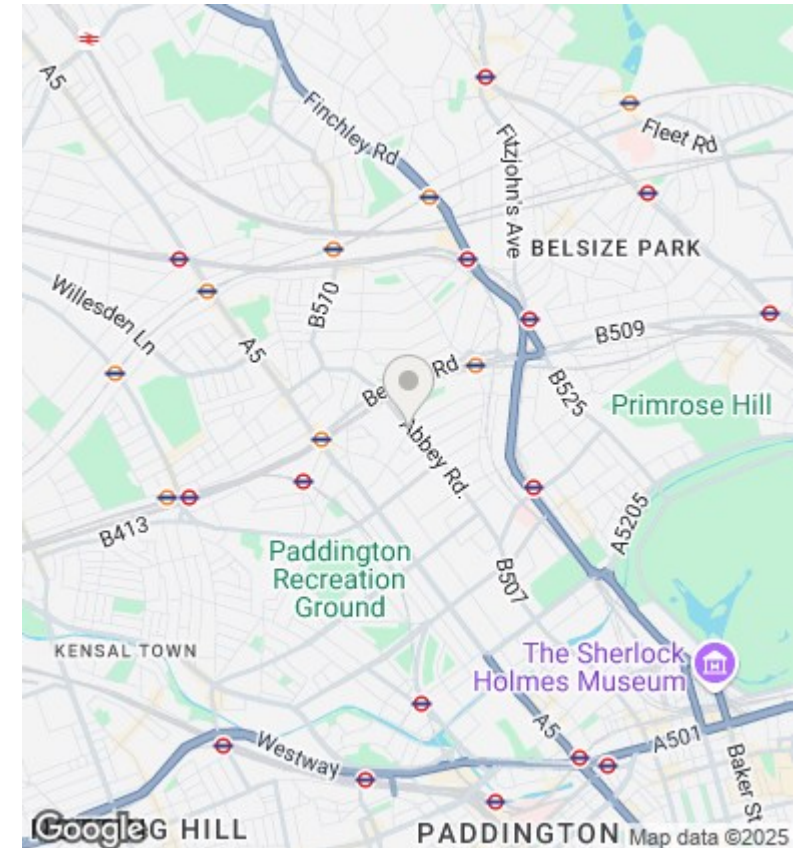 A5
Finchley Rd
Fitzjohn's Ave
Fleet Rd
BELSIZE PARK
Willesden Ln
B570
A5
B509
Rd
B525
Primrose Hill
Abbey Rd.
B413
A5205
Paddington
Recreation
Ground
B507
KENSAL TOWN
The Sherlock
Holmes Museum
A5
A501
Westway
Baker St
Google
G HILL
PADDINGTON
Map data ©2025